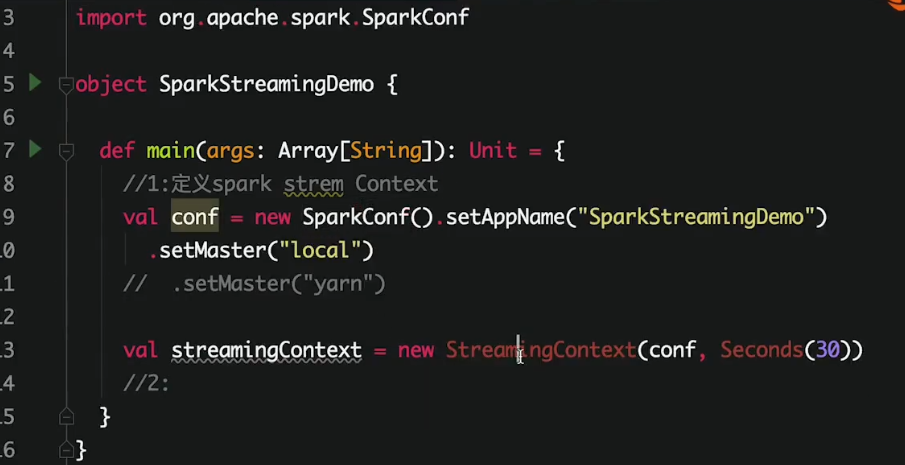 3 import org.apache.spark.SparkConf
4
5 object SparkStreamingDemo {
6
7 def main(args: Array[String]): Unit = {
8 //1:定义spark strem Context
9 val conf = new SparkConf().setAppName("SparkStreamingDemo")
10 .setMaster("local")
11 // .setMaster("yarn")
12
13 val streamingContext = new StreamingContext(conf, Seconds(30))
14 //2:
15 }
16 }